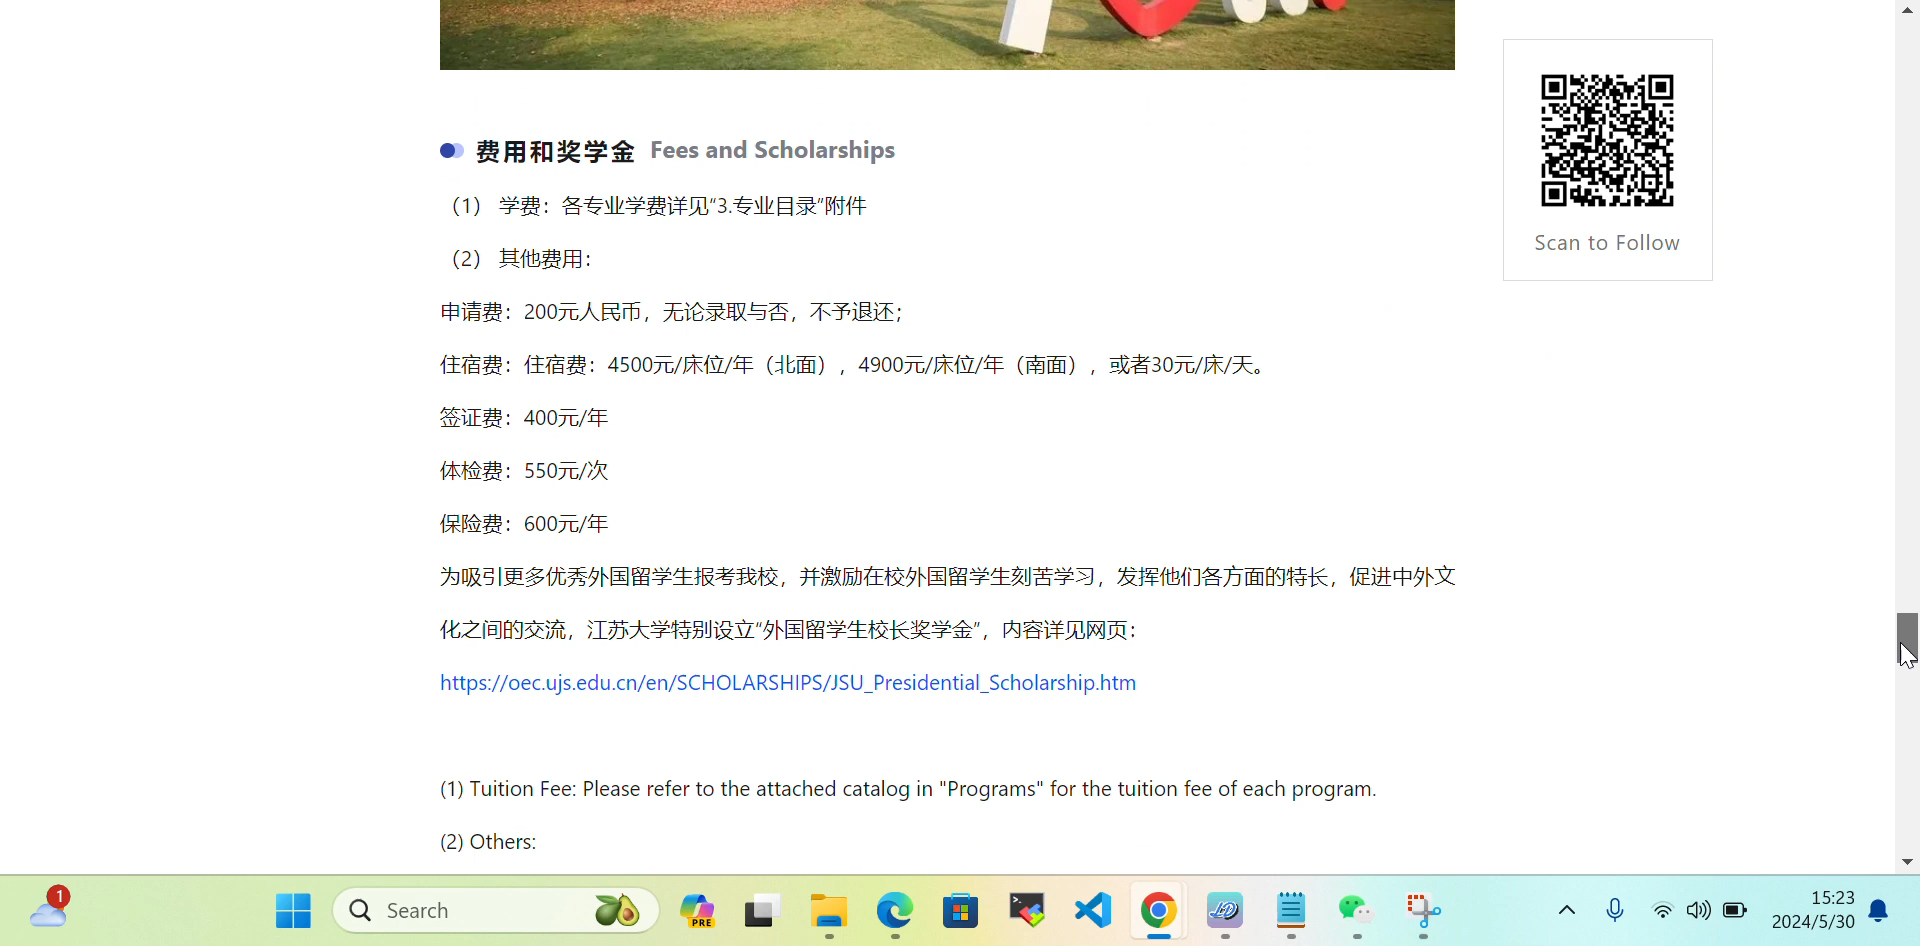 费用和奖学金 Fees and Scholarships
（1） 学费：各专业学费详见“3.专业目录”附件
（2） 其他费用：
申请费：200元人民币，无论录取与否，不予退还；
住宿费：住宿费：4500元/床位/年（北面），4900元/床位/年（南面），或者30元/床/天。
签证费：400元/年
体检费：550元/次
保险费：600元/年
为吸引更多优秀外国留学生报考我校，并激励在校外国留学生刻苦学习，发挥他们各方面的特长，促进中外文
化之间的交流，江苏大学特别设立“外国留学生校长奖学金”，内容详见网页：
https://oec.ujs.edu.cn/en/SCHOLARSHIPS/JSU_Presidential_Scholarship.htm
(1) Tuition Fee: Please refer to the attached catalog in "Programs" for the tuition fee of each program.
(2) Others:
Scan to Follow
1
Search
PRE
LD
15:23
2024/5/30